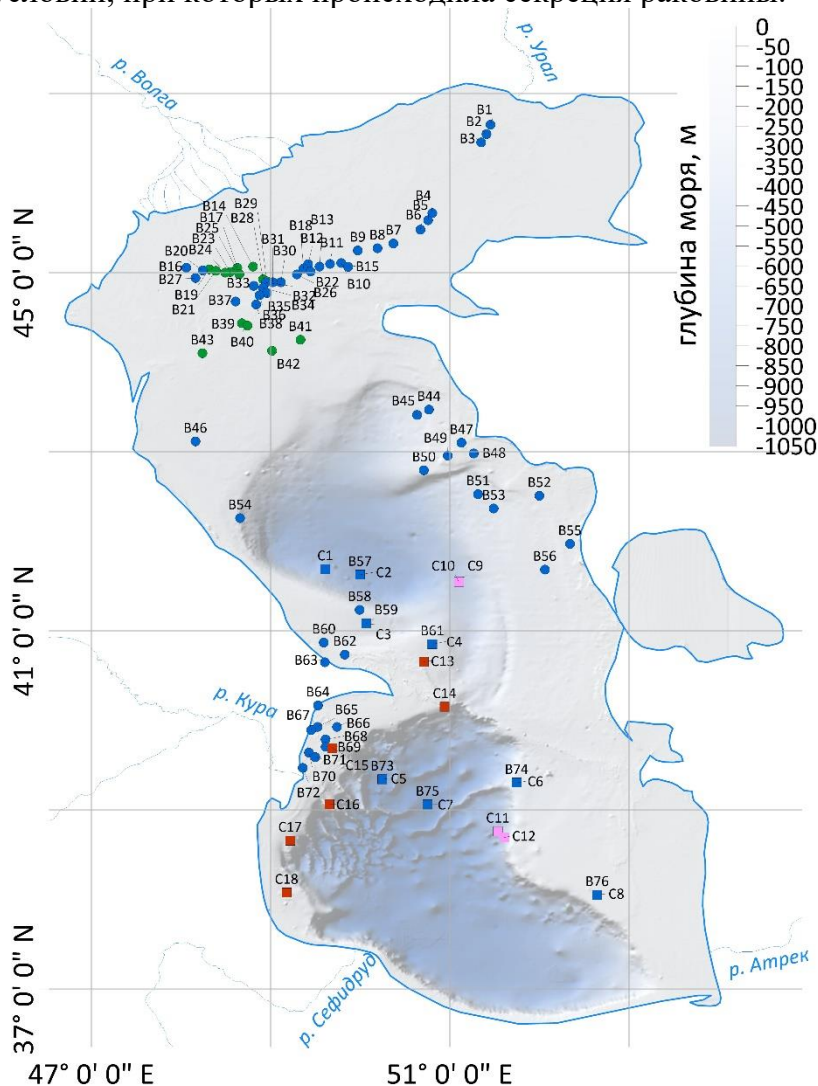 условий, при которых происходила секреция раковины.
р. Волга
р. Урал
глубина моря, м
0
-50
-100
-150
-200
-250
-300
-350
-400
-450
-500
-550
-600
-650
-700
-750
-800
-850
-900
-950
-1000
-1050
B1
B2
B3
B4
B5
B6
B7
B8
B9
B29
B14
B28
B17
B25
B23
B24
B20
B16
B27
B19
B21
B18
B13
B12
B11
B31
B30
B15
B10
B22
B26
B32
B33
B34
B35
B36
B37
B38
B39
B40
B41
B42
B43
B44
B45
B46
B47
B48
B49
B50
B51
B52
B53
B54
B55
B56
C1
B57
C2
C10
C9
B58
B59
C3
B60
B61
C4
B62
B63
C13
C14
р. Кура
B64
B65
B67
B66
B68
B69
B71
C15
B70
B72
B73
C5
B74
C6
B75
C7
C16
C11
C12
C17
C18
B76
C8
р. Сефидруд
р. Атрек
45° 0' 0'' N
41° 0' 0'' N
37° 0' 0'' N
47° 0' 0'' E
51° 0' 0'' E